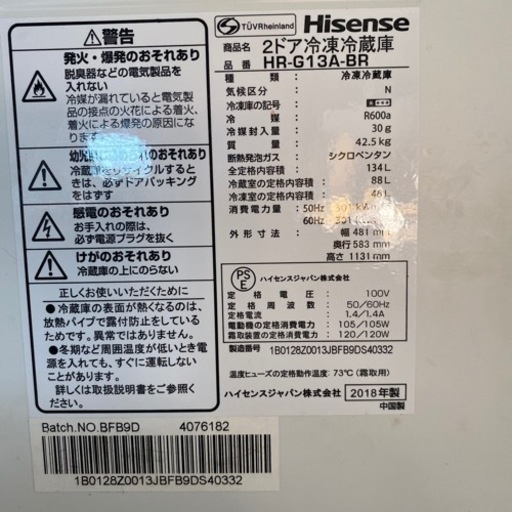 警告
発火・爆発のおそれあり
脱臭器などの電気製品を
入れない
冷媒が漏れていると電気製
品の接点の火花による着
火、着火による爆発の原因にな
ります
幼児
のおそれあり
冷蔵庫をリサイクルすると
きは、必ずドアパッキング
をはずす
感電のおそれあり
お手入れの際は、
必ず電源プラグを抜く
けがのおそれあり
冷蔵庫の上にのらない
正しくお使いいただくために
●冷蔵庫の表面が熱くなるのは、
放熱パイプで露付防止をしている
ためです。異常ではありません。
●冬期など周囲温度が低いとき電
源を入れても、すぐに運転しない
ことがあります。
詳しくは取扱説明書をご参照ください
Batch.NO.BFB9D 4076182
1B0128Z0013JBFB9DS40332
TÜVRheinland
Hisense
商品名 2ドア冷凍冷蔵庫
HR-G13A-BR
種類: 冷凍冷蔵庫
気候区分: N
冷凍庫の記号:
冷媒: R600a
冷媒封入量: 30g
質量: 42.5kg
断熱発泡ガス: シクロペンタン
全定格内容積: 134L
冷蔵室の定格内容積: 88L
冷凍室の定格内容積: 46L
消費電力量: 50Hz 301
60Hz 301
外形寸法: 幅 481 mm
奥行 583 mm
高さ 1131 mm
PS
E
ハイセンスジャパン株式会社
定格電圧: 100V
定格周波数: 50/60Hz
定格電流: 1.4/1.4A
電動機の定格消費電力: 105/105W
霜取装置の定格消費電力: 120/120W
製造番号: 1B0128Z0013JBFB9DS40332
温度ヒューズの定格動作温度: 73℃(霜取用)
ハイセンスジャパン株式会社 2018年製
中国製